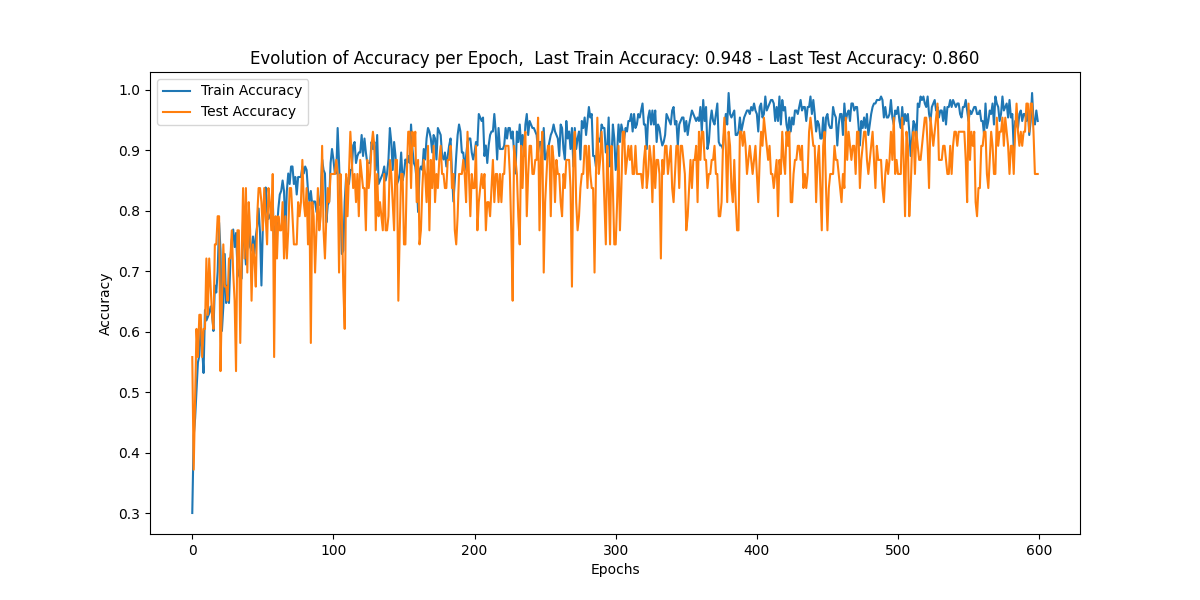 Evolution of Accuracy per Epoch,  Last Train Accuracy: 0.948 - Last Test Accuracy: 0.860
Train Accuracy
Test Accuracy
1.0
0.9
0.8
0.7
0.6
0.5
0.4
0.3
Accuracy
0 100 200 300 400 500 600
Epochs